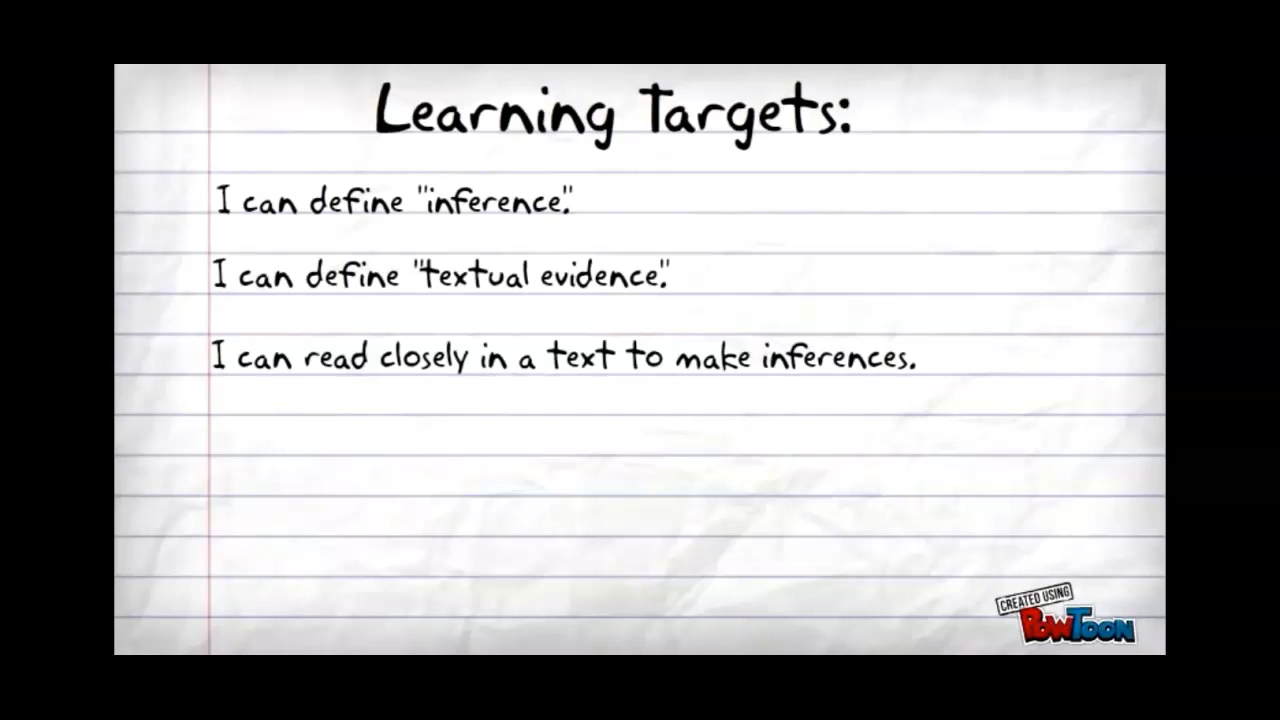 Learning Targets:
I can define "inference."
I can define "textual evidence."
I can read closely in a text to make inferences.
CREATED USING
POWTOON